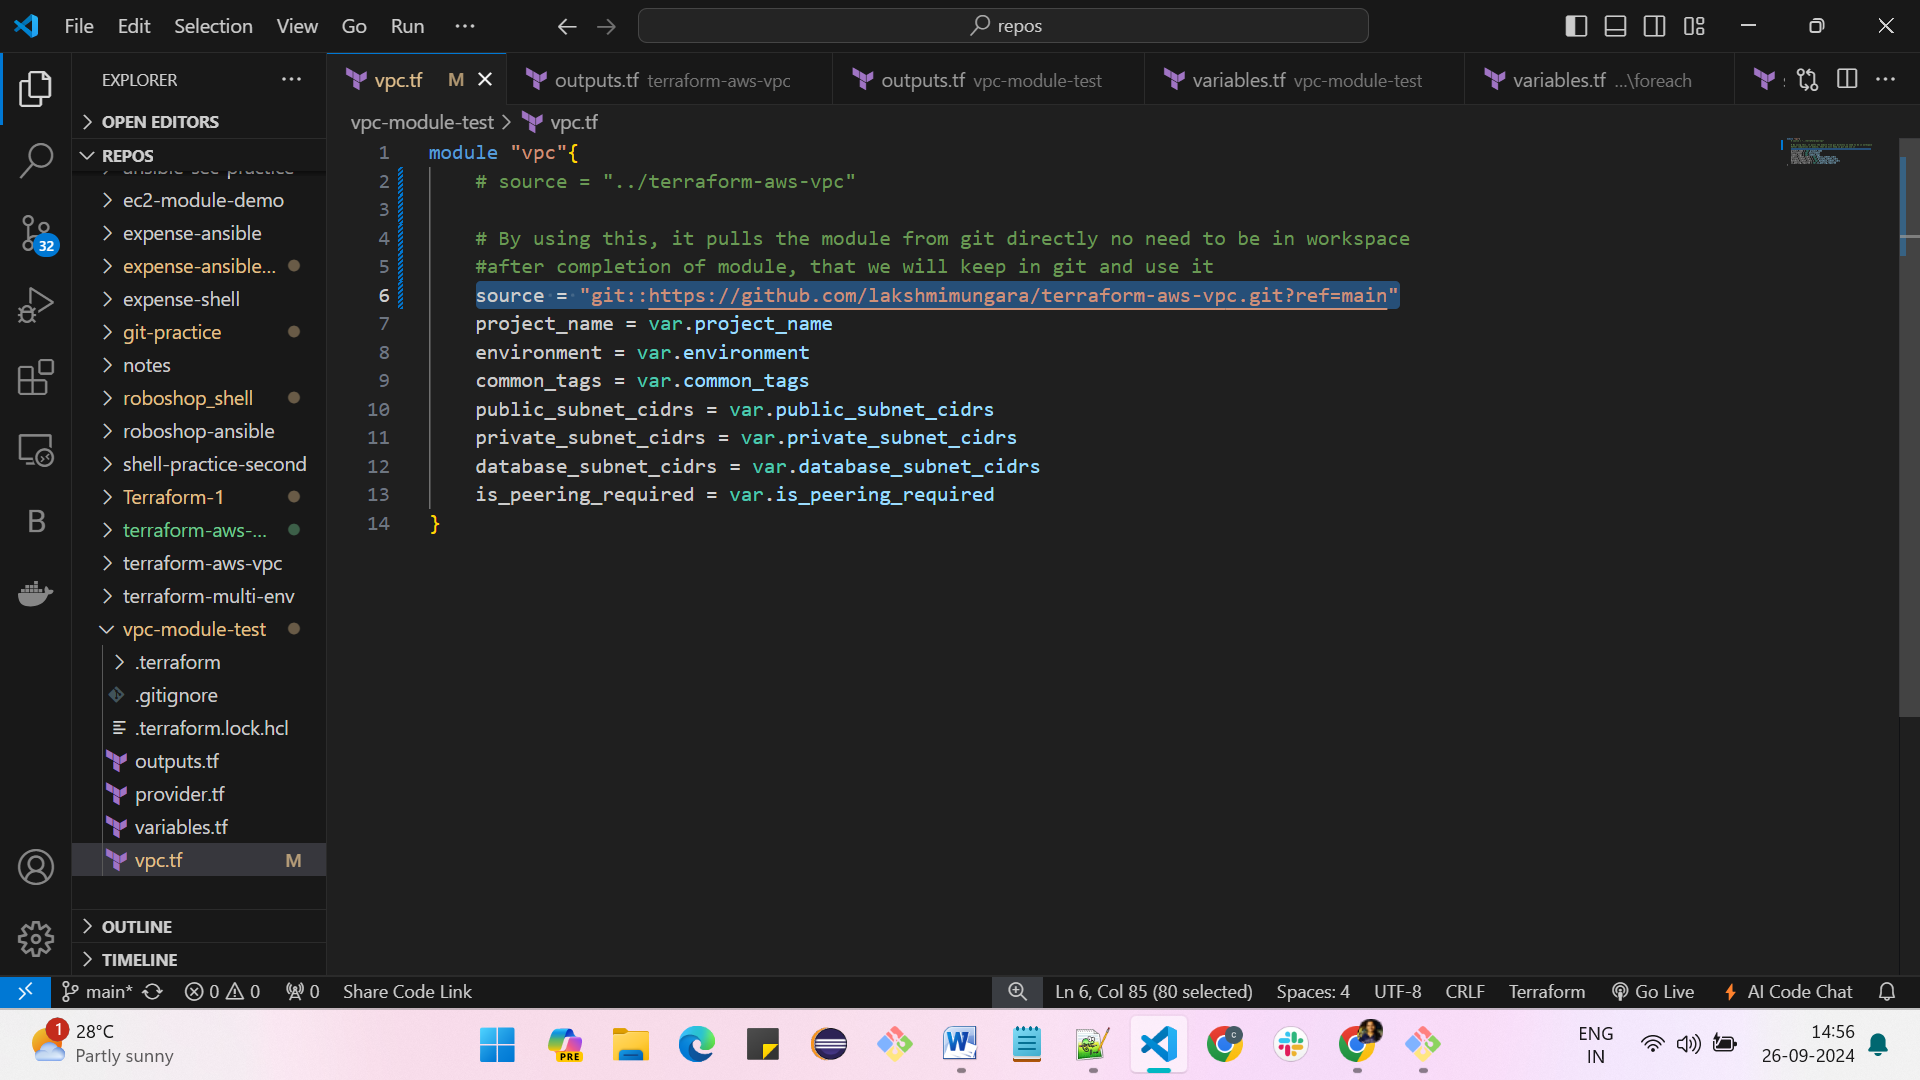 File Edit Selection View Go Run ···
repos
EXPLORER ···
OPEN EDITORS
REPOS
ansible-sec-practice
ec2-module-demo
expense-ansible
expense-ansible...
expense-shell
git-practice
notes
roboshop_shell
roboshop-ansible
shell-practice-second
Terraform-1
terraform-aws-...
terraform-aws-vpc
terraform-multi-env
vpc-module-test
.terraform
.gitignore
.terraform.lock.hcl
outputs.tf
provider.tf
variables.tf
vpc.tf M
OUTLINE
TIMELINE
32
B
vpc.tf M
outputs.tf terraform-aws-vpc
outputs.tf vpc-module-test
variables.tf vpc-module-test
variables.tf ...\foreach
vpc-module-test > vpc.tf
1 module "vpc"{
2 # source = "../terraform-aws-vpc"
3
4 # By using this, it pulls the module from git directly no need to be in workspace
5 #after completion of module, that we will keep in git and use it
6 source = "git::https://github.com/lakshmimungara/terraform-aws-vpc.git?ref=main"
7 project_name = var.project_name
8 environment = var.environment
9 common_tags = var.common_tags
10 public_subnet_cidrs = var.public_subnet_cidrs
11 private_subnet_cidrs = var.private_subnet_cidrs
12 database_subnet_cidrs = var.database_subnet_cidrs
13 is_peering_required = var.is_peering_required
14 }
main* 0 0 0 Share Code Link Ln 6, Col 85 (80 selected) Spaces: 4 UTF-8 CRLF Terraform Go Live AI Code Chat
1
28°C
Partly sunny
PRE
W
C
ENG
IN
14:56
26-09-2024